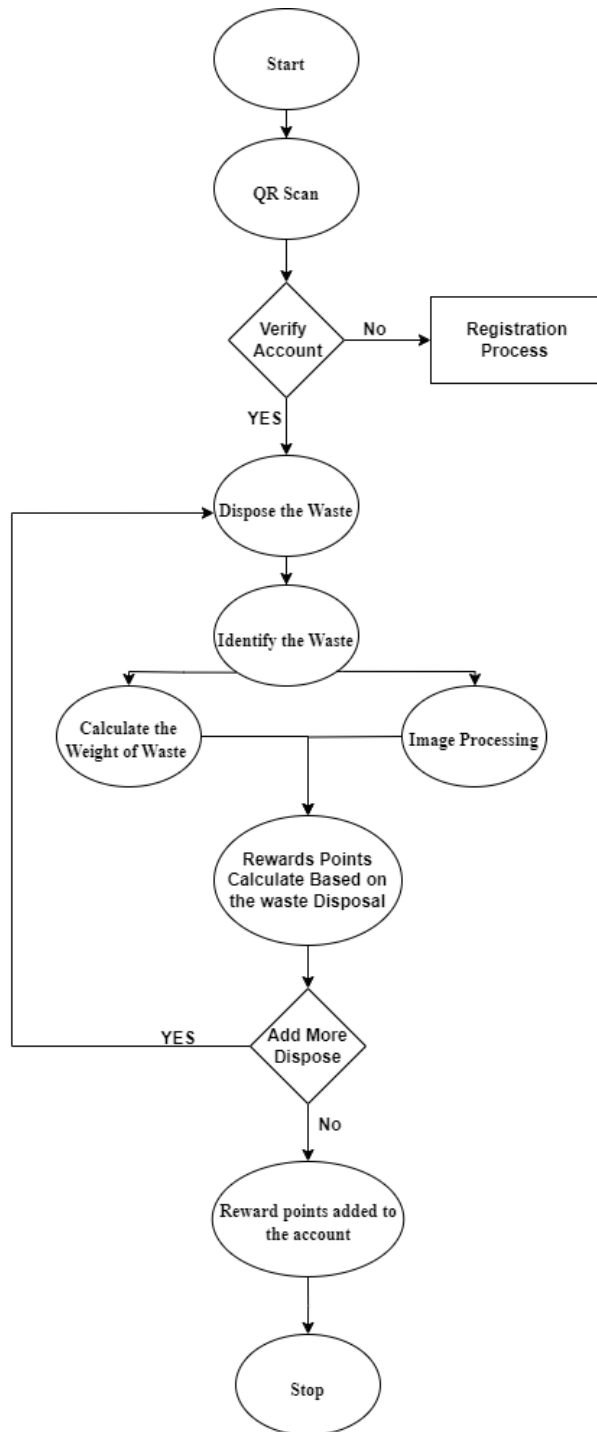 Start
QR Scan
Verify
Account
No
Registration
Process
YES
Dispose the Waste
Identify the Waste
Calculate the
Weight of Waste
Image Processing
Rewards Points
Calculate Based on
the waste Disposal
YES
Add More
Dispose
No
Reward points added to
the account
Stop